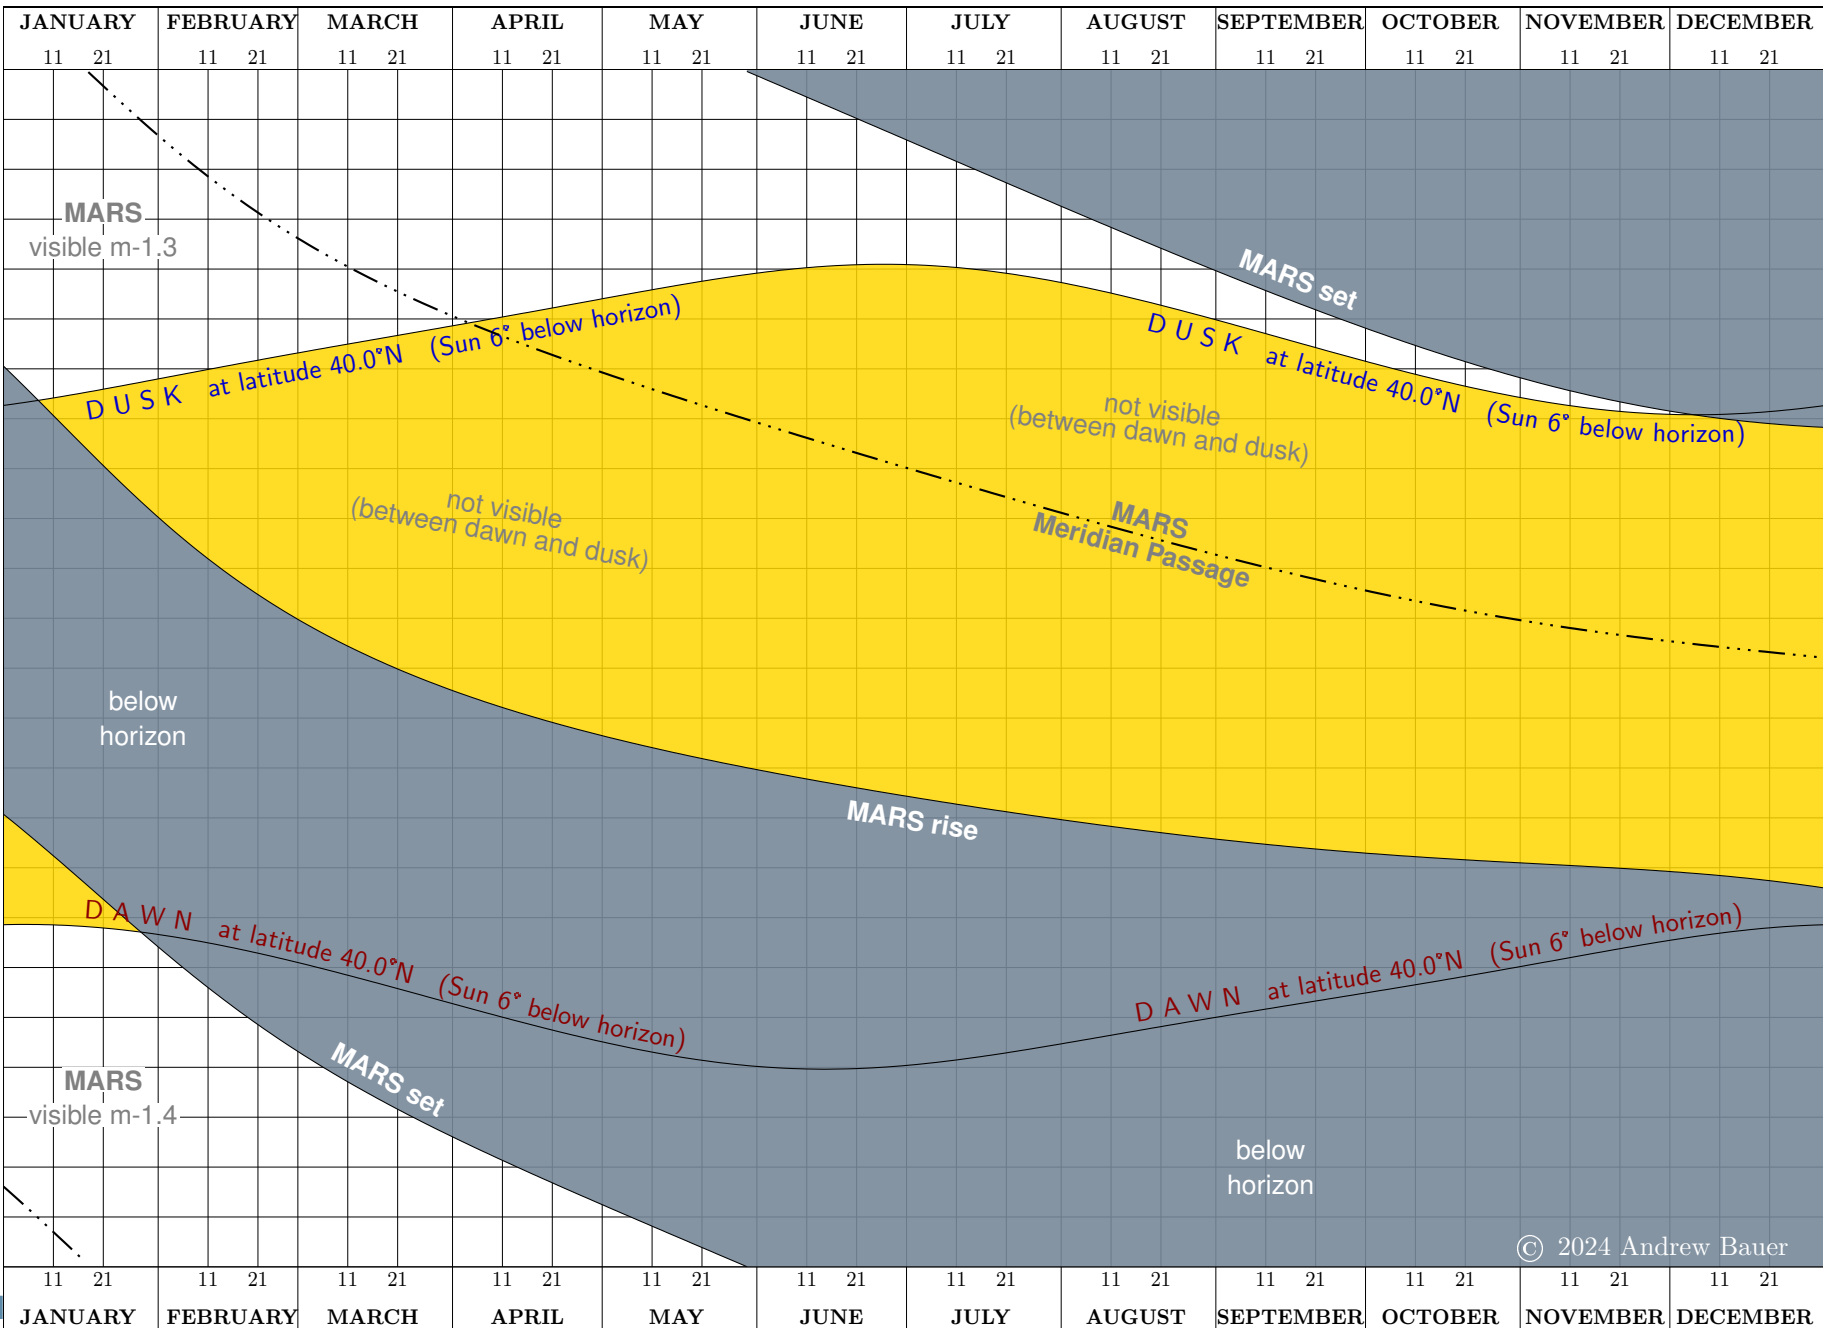 JANUARY FEBRUARY MARCH APRIL MAY JUNE JULY AUGUST SEPTEMBER OCTOBER NOVEMBER DECEMBER
11 21 11 21 11 21 11 21 11 21 11 21 11 21 11 21 11 21 11 21 11 21 11 21
MARS
visible m-1.3
MARS set
DUSK at latitude 40.0°N (Sun 6° below horizon)
DUSK at latitude 40.0°N (Sun 6° below horizon)
not visible
(between dawn and dusk)
not visible
(between dawn and dusk)
MARS
Meridian Passage
below
horizon
MARS rise
DAWN at latitude 40.0°N (Sun 6° below horizon)
DAWN at latitude 40.0°N (Sun 6° below horizon)
MARS set
MARS
visible m-1.4
below
horizon
© 2024 Andrew Bauer
11 21 11 21 11 21 11 21 11 21 11 21 11 21 11 21 11 21 11 21 11 21 11 21
JANUARY FEBRUARY MARCH APRIL MAY JUNE JULY AUGUST SEPTEMBER OCTOBER NOVEMBER DECEMBER